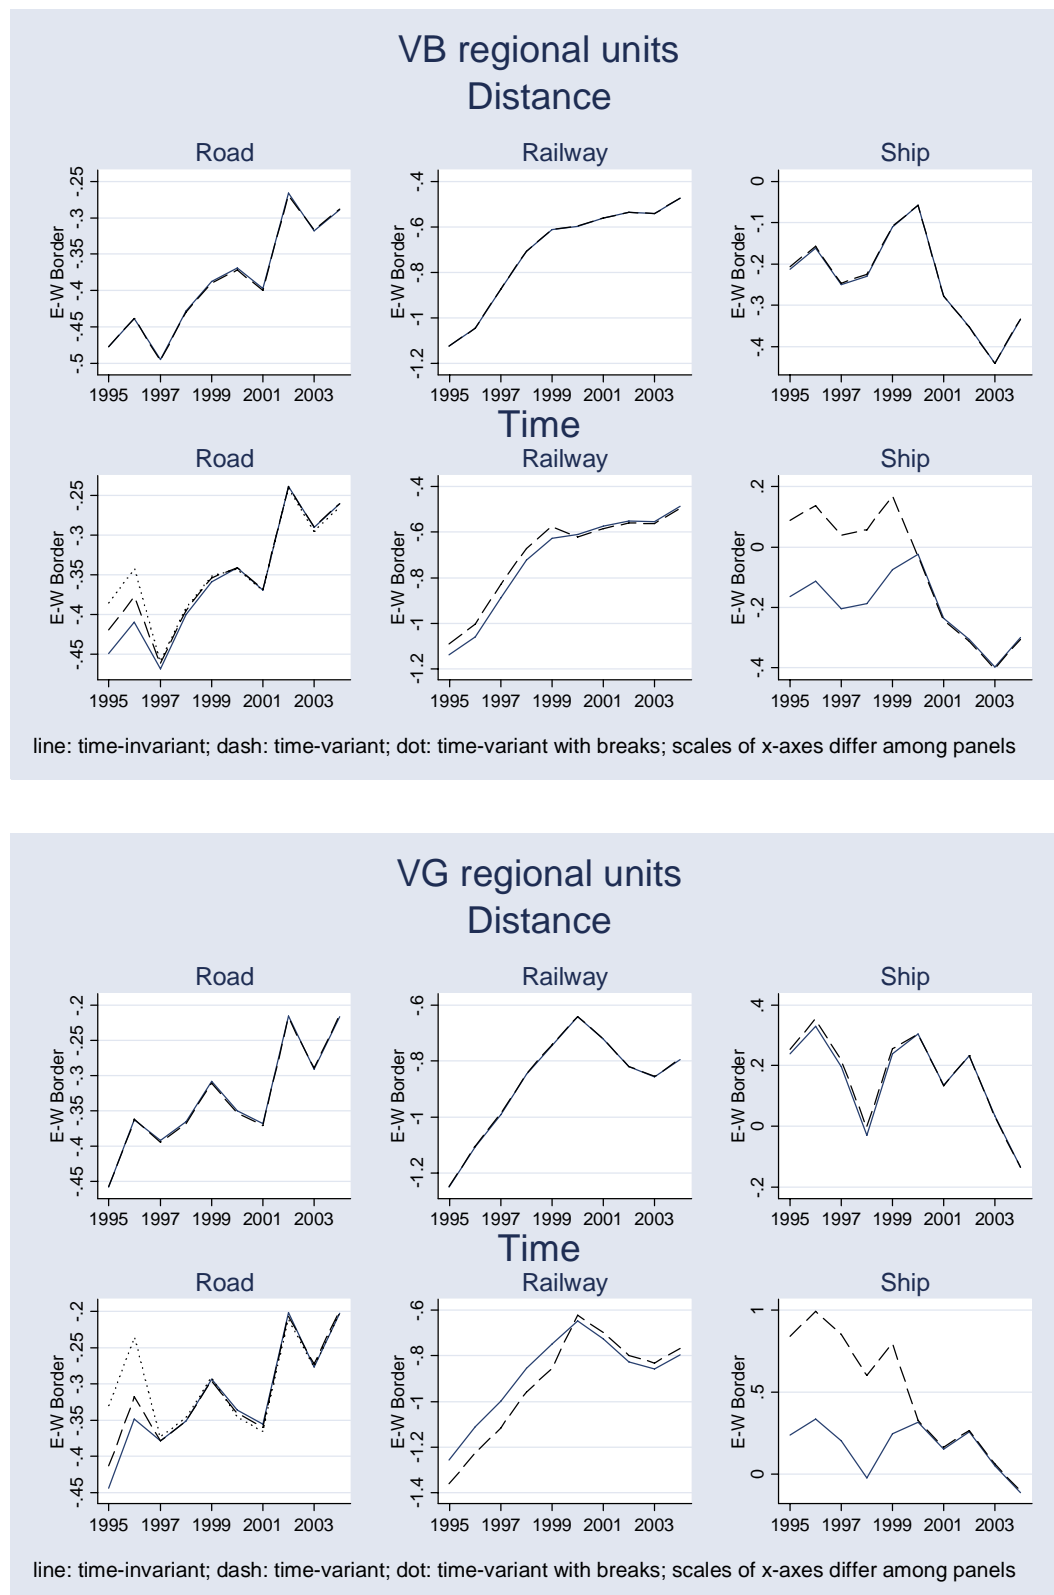 VB regional units
Distance
Road
Railway
Ship
E-W Border
-.25
-.3
-.35
-.4
-.45
-.5
1995 1997 1999 2001 2003
E-W Border
-.4
-.6
-.8
-1
-1.2
1995 1997 1999 2001 2003
E-W Border
0
-.1
-.2
-.3
-.4
1995 1997 1999 2001 2003
Time
Road
Railway
Ship
E-W Border
-.25
-.3
-.35
-.4
-.45
1995 1997 1999 2001 2003
E-W Border
-.4
-.6
-.8
-1
-1.2
1995 1997 1999 2001 2003
E-W Border
.2
0
-.2
-.4
1995 1997 1999 2001 2003
line: time-invariant; dash: time-variant; dot: time-variant with breaks; scales of x-axes differ among panels
VG regional units
Distance
Road
Railway
Ship
E-W Border
-.2
-.25
-.3
-.35
-.4
-.45
1995 1997 1999 2001 2003
E-W Border
-.6
-.8
-1
-1.2
1995 1997 1999 2001 2003
E-W Border
.4
.2
0
-.2
1995 1997 1999 2001 2003
Time
Road
Railway
Ship
E-W Border
-.2
-.25
-.3
-.35
-.4
-.45
1995 1997 1999 2001 2003
E-W Border
-.6
-.8
-1
-1.2
-1.4
1995 1997 1999 2001 2003
E-W Border
1
.5
0
1995 1997 1999 2001 2003
line: time-invariant; dash: time-variant; dot: time-variant with breaks; scales of x-axes differ among panels